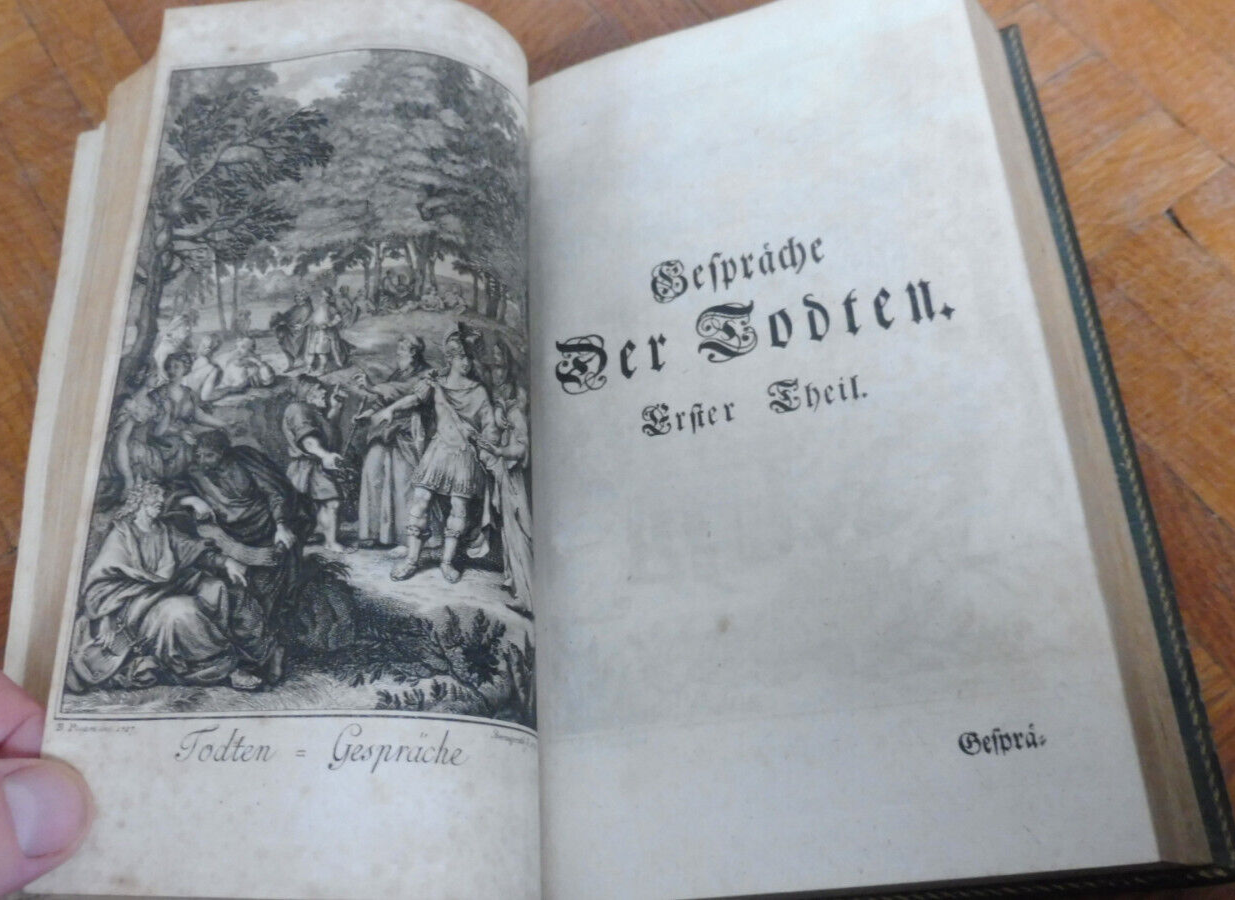 Todten = Gespräche
Gespräche
Der Todten.
Erster Theil.
Gesprä-